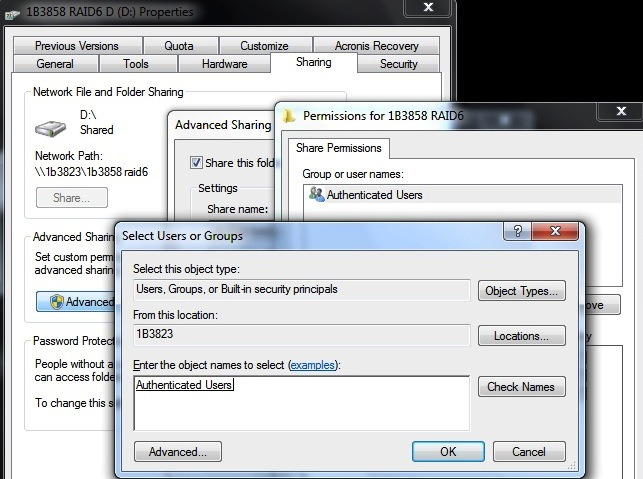 1B3858 RAID6 D (D:) Properties
Previous Versions
Quota
Customize
Acronis Recovery
General
Tools
Hardware
Sharing
Security
Network File and Folder Sharing
D:\
Shared
Network Path:
\\1b3823\1b3858 raid6
Share...
Advanced Sharin
Set custom perm
advanced sharin
Advanced
Password Protec
People without a
can access folde
To change this s
Advanced Sharing
Share this fold
Settings
Share name:
Permissions for 1B3858 RAID6
Share Permissions
Group or user names:
Authenticated Users
ove
y
Select Users or Groups
Select this object type:
Users, Groups, or Built-in security principals
Object Types...
From this location:
1B3823
Locations...
Enter the object names to select (examples):
Authenticated Users
Check Names
Advanced...
OK
Cancel